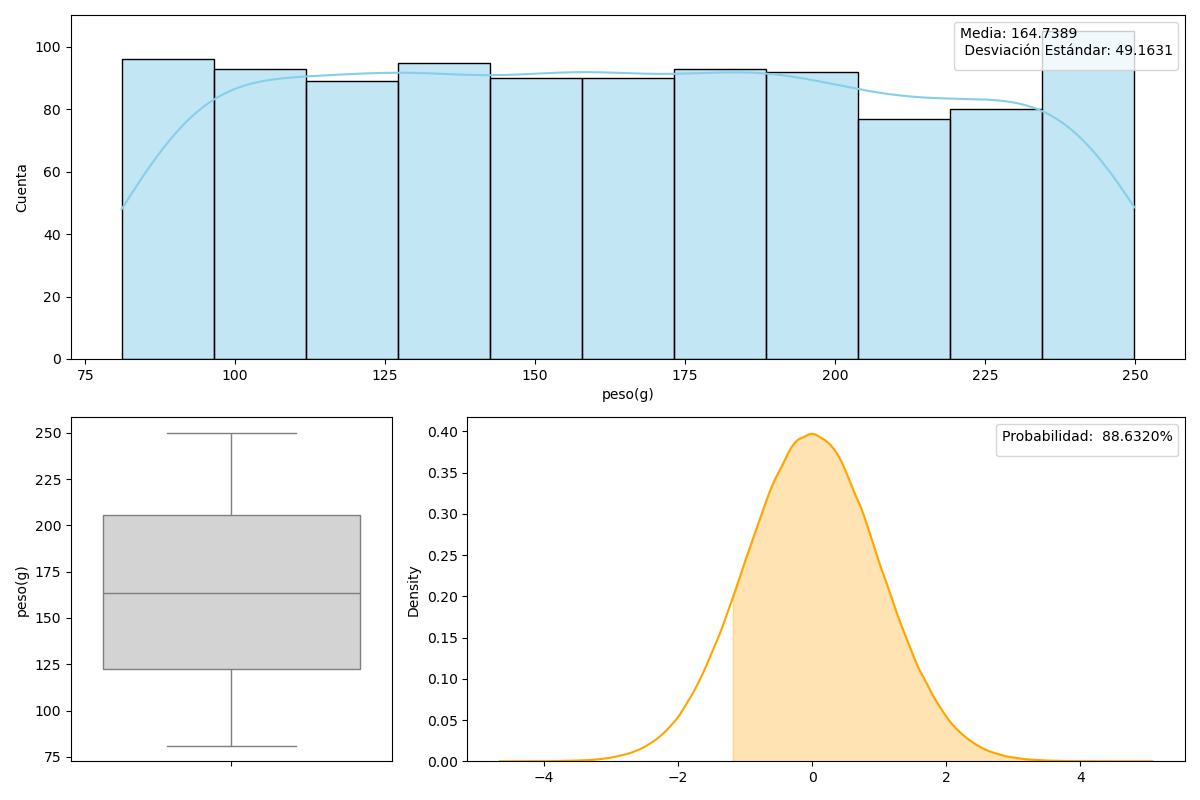 Media: 164.7389
Desviación Estándar: 49.1631
100
80
60
40
20
0
Cuenta
75 100 125 150 175 200 225 250
peso(g)
250
225
200
175
150
125
100
75
peso(g)
Probabilidad: 88.6320%
0.40
0.35
0.30
0.25
0.20
0.15
0.10
0.05
0.00
Density
−4 −2 0 2 4